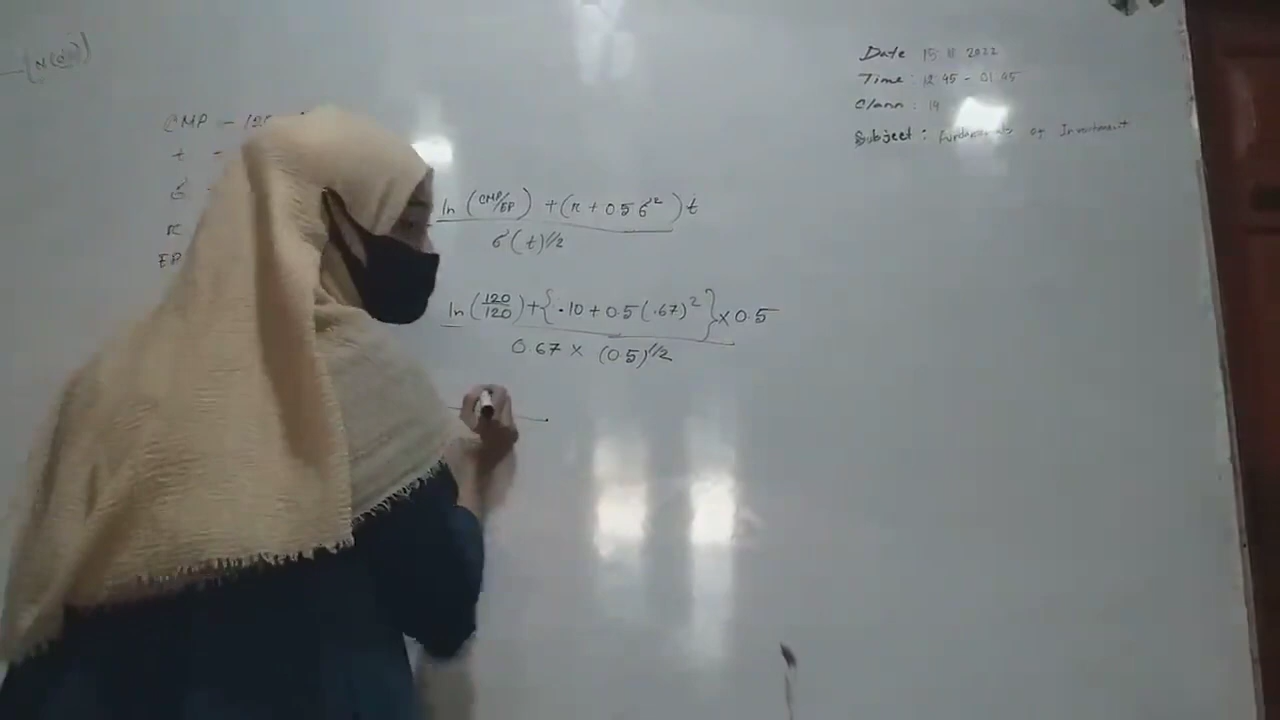 Date 15 11 2022
Time: 12 45 - 01 45
Class: 14
Subject: Fundamentals of Investment
CMP - 120
t -
σ
r
EP
ln (CMP/EP) + (r + 0.5 σ²) t
σ (t)^1/2
ln (120/120) + { .10 + 0.5 (.67)² } × 0.5
0.67 × (0.5)^1/2